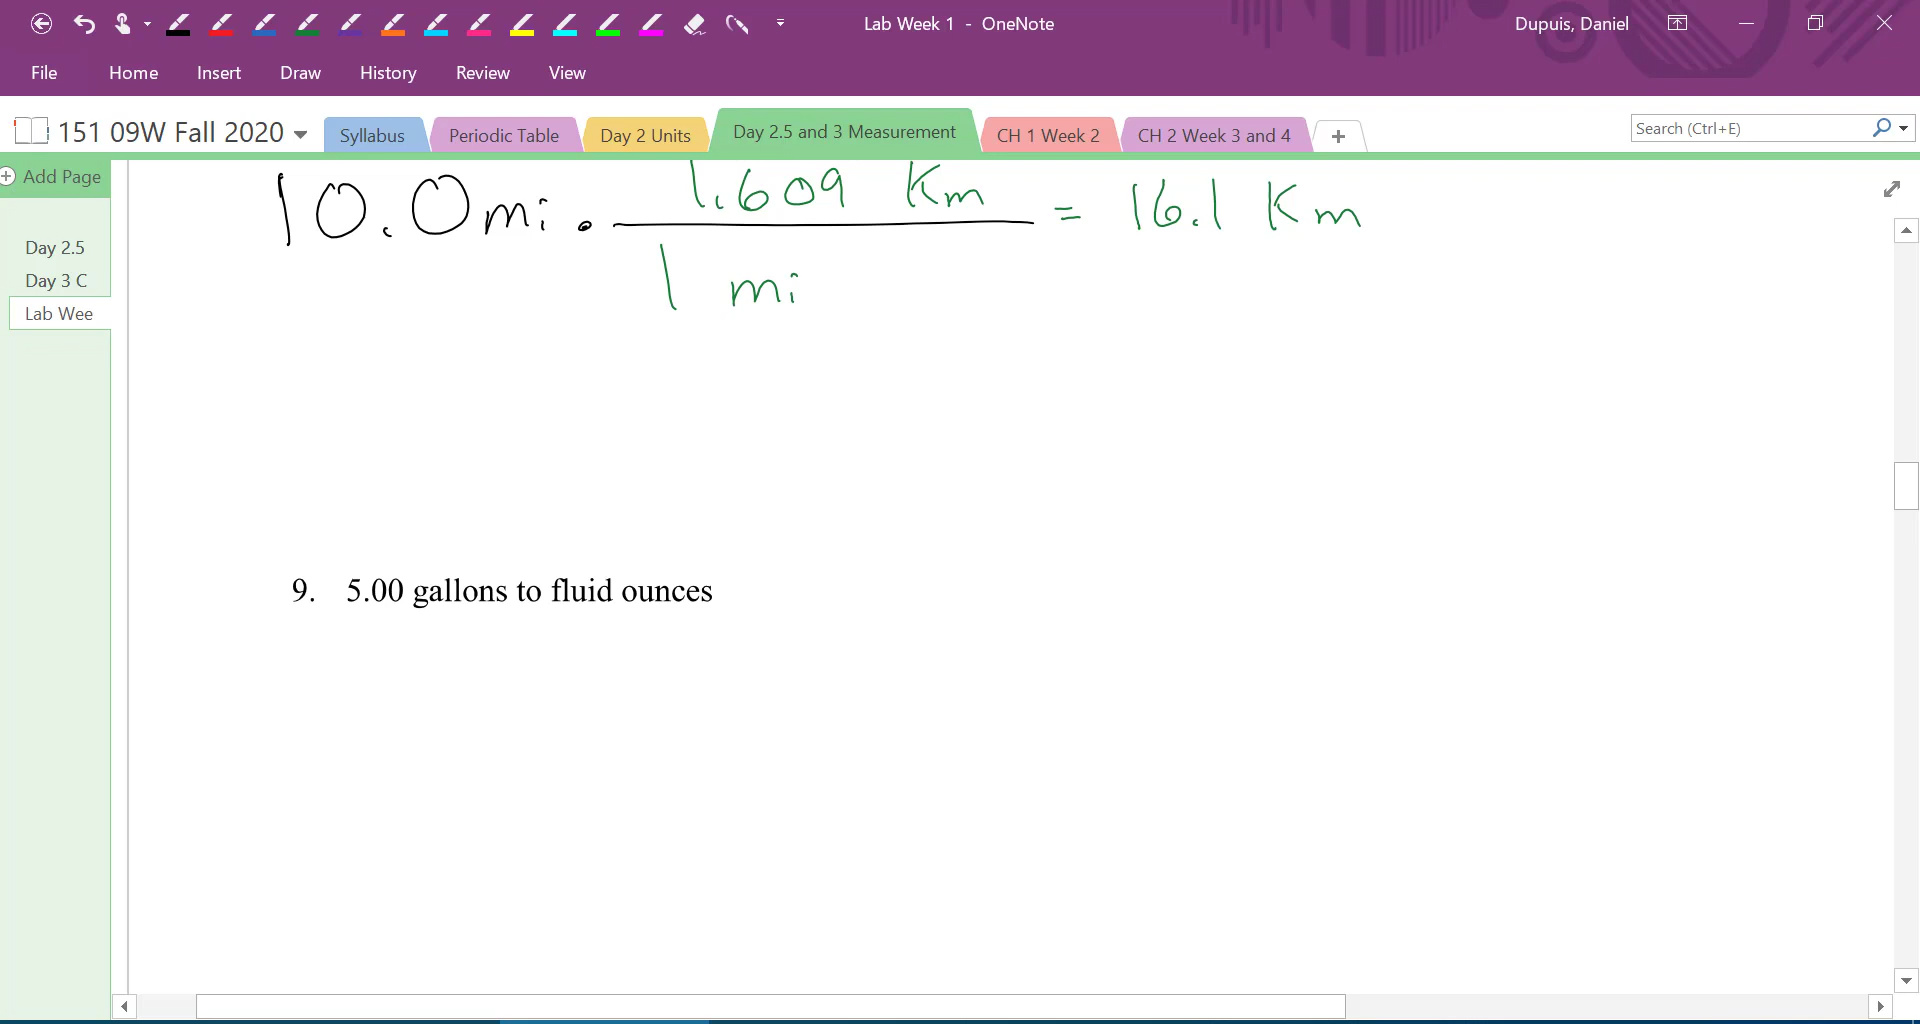 Lab Week 1 - OneNote
Dupuis, Daniel
File Home Insert Draw History Review View
151 09W Fall 2020
Syllabus Periodic Table Day 2 Units Day 2.5 and 3 Measurement CH 1 Week 2 CH 2 Week 3 and 4 +
Search (Ctrl+E)
Add Page
Day 2.5
Day 3 C
Lab Wee
10.0 mi . 1.609 Km = 16.1 Km
1 mi
9. 5.00 gallons to fluid ounces